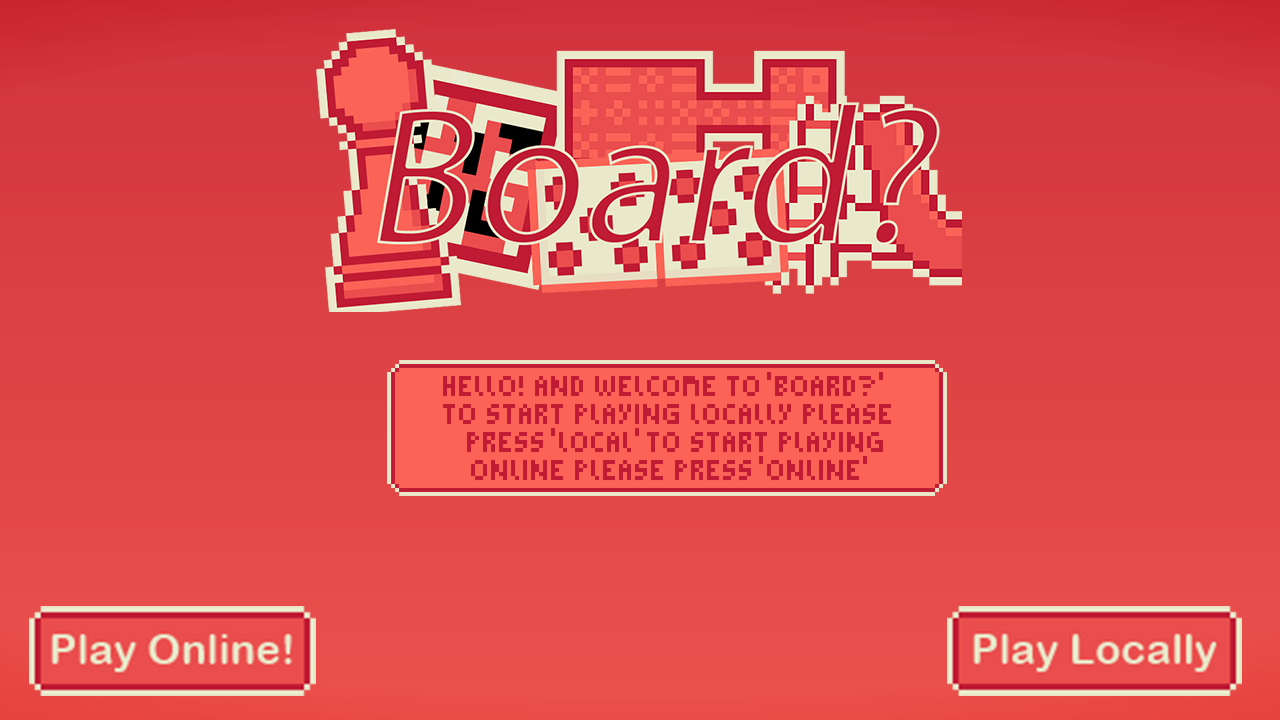 Board?
HELLO! AND WELCOME TO 'BOARD?'
TO START PLAYING LOCALLY PLEASE
PRESS 'LOCAL' TO START PLAYING
ONLINE PLEASE PRESS 'ONLINE'
Play Online!
Play Locally